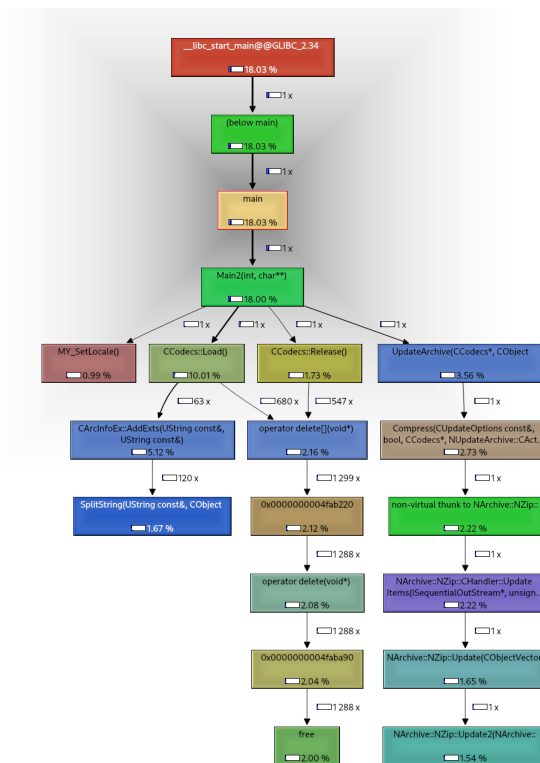 __libc_start_main@@GLIBC_2.34
18.03 %
1 x
(below main)
18.03 %
1 x
main
18.03 %
1 x
Main2(int, char**)
18.00 %
1 x
1 x
1 x
1 x
MY_SetLocale()
0.99 %
CCodecs::Load()
10.01 %
CCodecs::Release()
1.73 %
UpdateArchive(CCodecs*, CObject
3.56 %
63 x
680 x
547 x
1 x
CArcInfoEx::AddExts(UString const&,
UString const&)
5.12 %
operator delete[](void*)
2.16 %
Compress(CUpdateOptions const&,
bool, CCodecs*, NUpdateArchive::CAct...
2.73 %
120 x
1 299 x
1 x
SplitString(UString const&, CObject
1.67 %
0x0000000004fab220
2.12 %
non-virtual thunk to NArchive::NZip::
2.22 %
1 288 x
1 x
operator delete(void*)
2.08 %
NArchive::NZip::CHandler::Update
Items(ISequentialOutStream*, unsign...
2.22 %
1 288 x
1 x
0x0000000004faba90
2.04 %
NArchive::NZip::Update(CObjectVector
1.65 %
1 288 x
1 x
free
2.00 %
NArchive::NZip::Update2(NArchive::
1.54 %